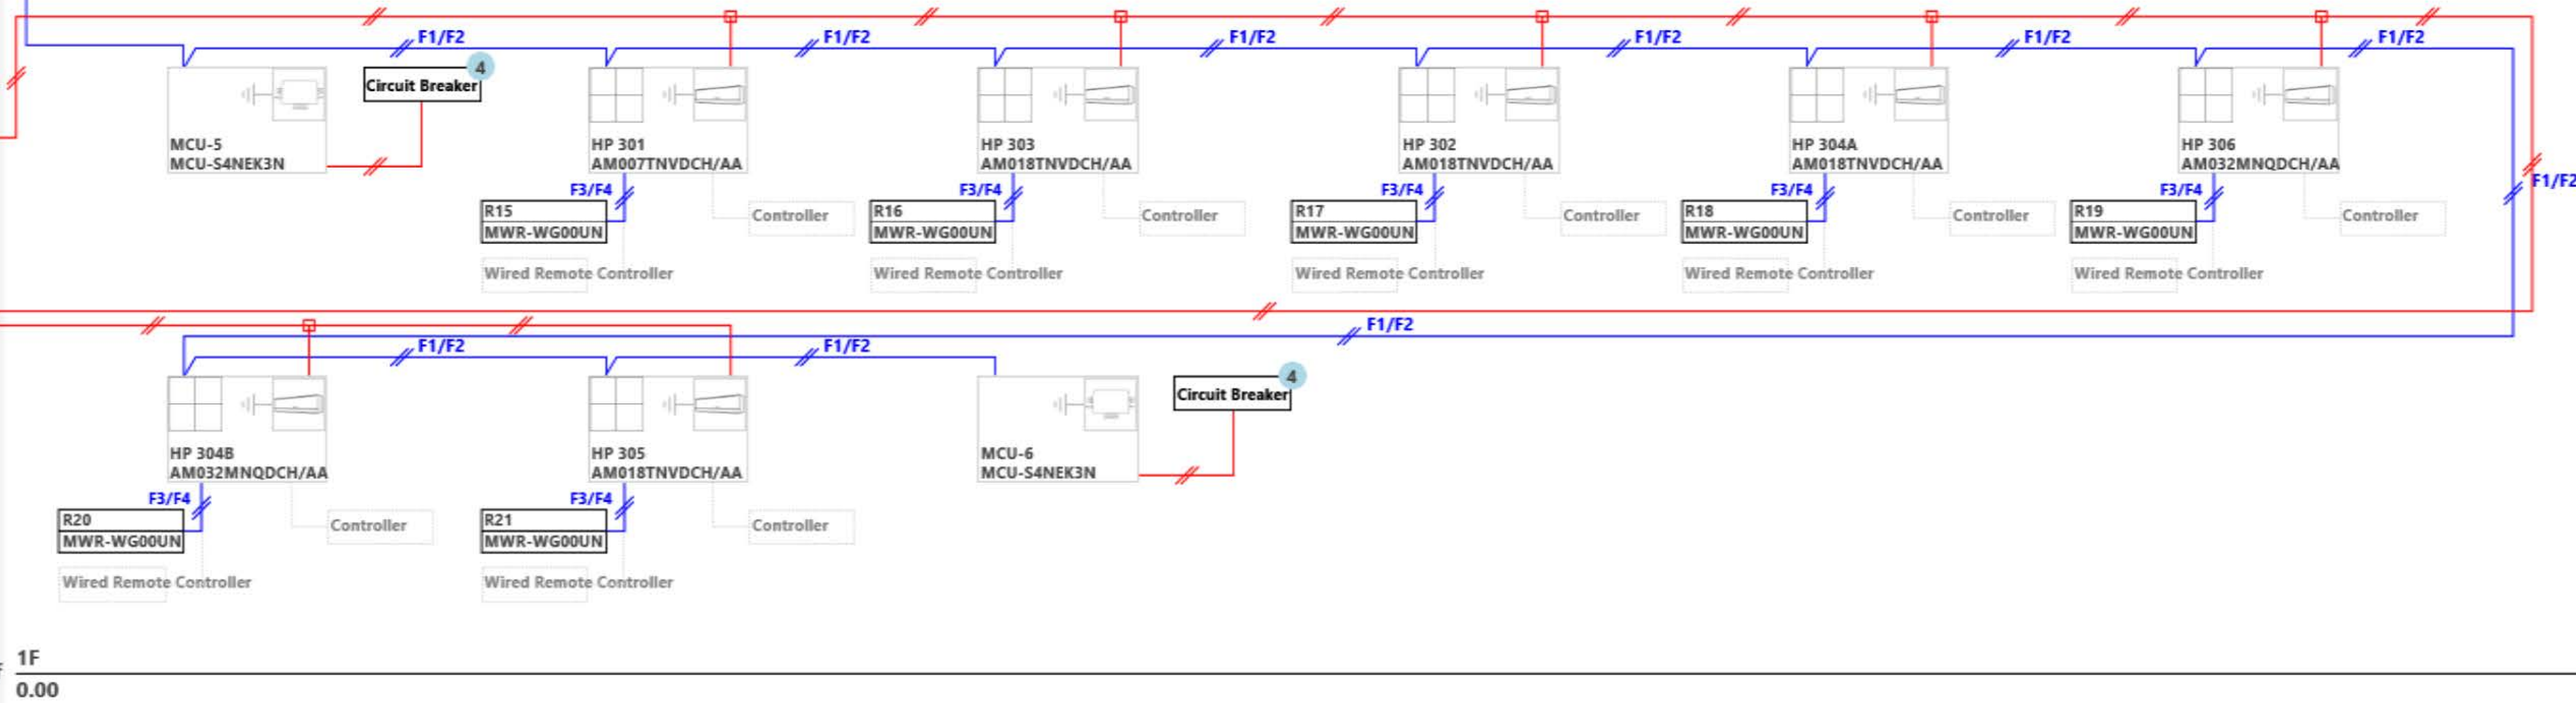 F1/F2 F1/F2 F1/F2 F1/F2 F1/F2 F1/F2
4
Circuit Breaker
MCU-5
MCU-S4NEK3N
HP 301
AM007TNVDCH/AA
HP 303
AM018TNVDCH/AA
HP 302
AM018TNVDCH/AA
HP 304A
AM018TNVDCH/AA
HP 306
AM032MNQDCH/AA
F1/F2
F3/F4
R15
MWR-WG00UN
Controller
Wired Remote Controller
F3/F4
R16
MWR-WG00UN
Controller
Wired Remote Controller
F3/F4
R17
MWR-WG00UN
Controller
Wired Remote Controller
F3/F4
R18
MWR-WG00UN
Controller
Wired Remote Controller
F3/F4
R19
MWR-WG00UN
Controller
Wired Remote Controller
F1/F2
F1/F2 F1/F2
4
Circuit Breaker
HP 304B
AM032MNQDCH/AA
HP 305
AM018TNVDCH/AA
MCU-6
MCU-S4NEK3N
F3/F4
R20
MWR-WG00UN
Controller
Wired Remote Controller
F3/F4
R21
MWR-WG00UN
Controller
Wired Remote Controller
1F
0.00